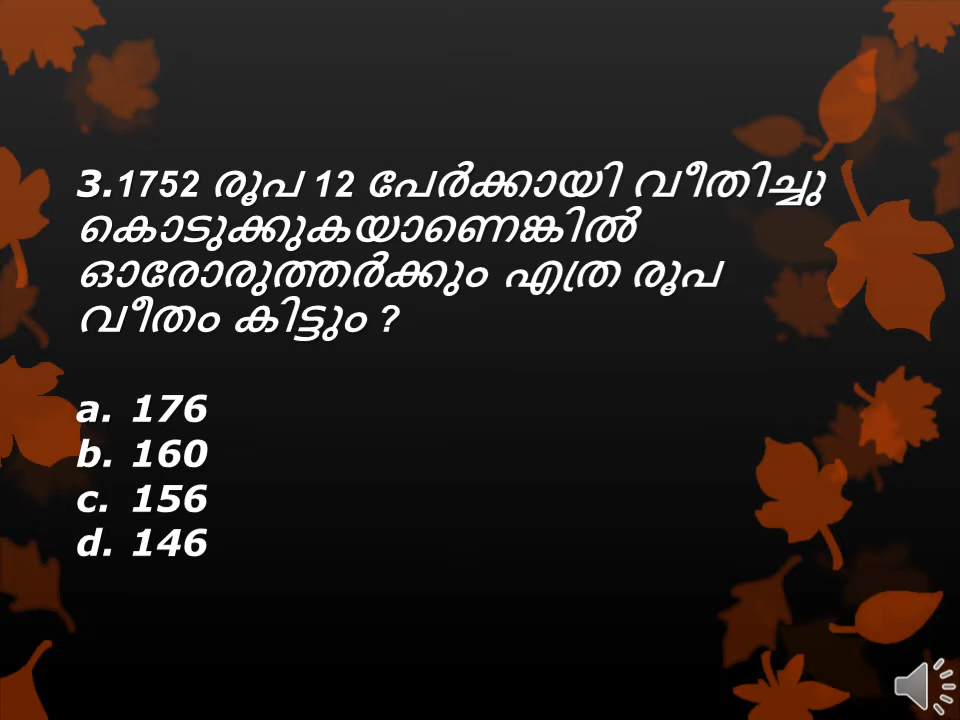 3.1752 രൂപ 12 പേർക്കായി വീതിച്ചു
കൊടുക്കുകയാണെങ്കിൽ
ഓരോരുത്തർക്കും എത്ര രൂപ
വീതം കിട്ടും ?
a. 176
b. 160
c. 156
d. 146